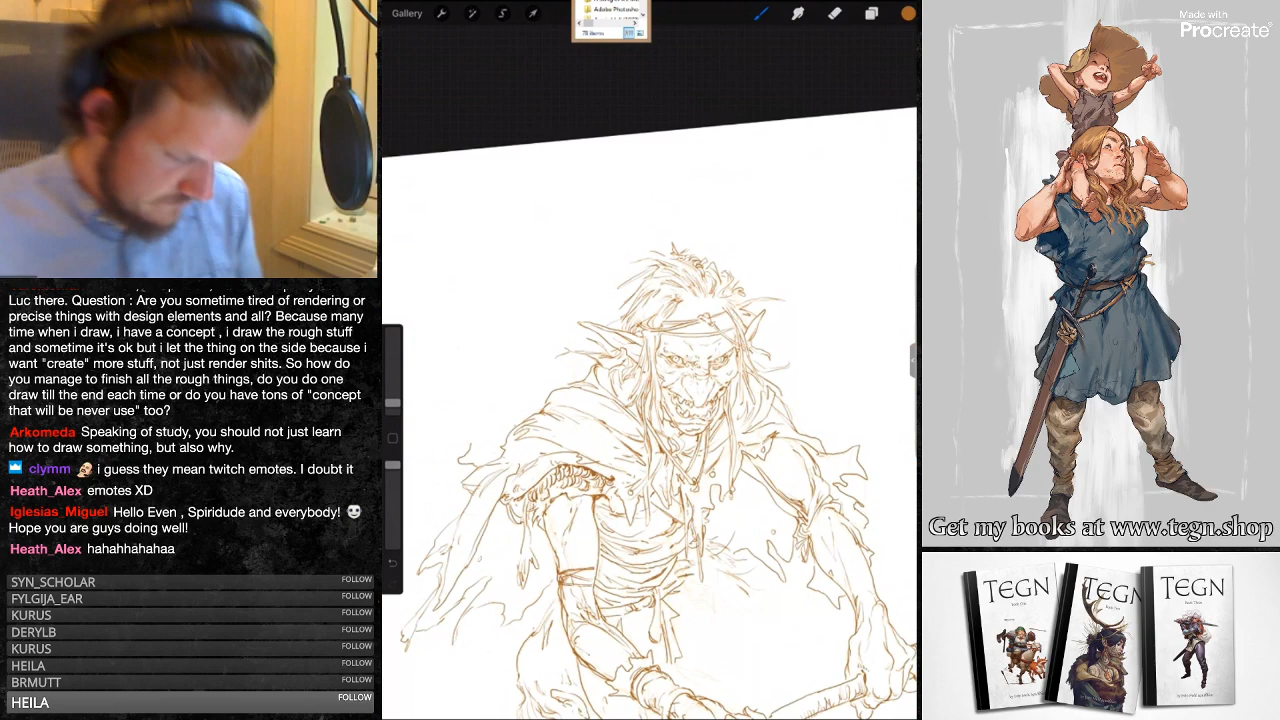 Gallery
Adobe Photosho
78 items
Made with
Procreate
Luc there. Question : Are you sometime tired of rendering or
precise things with design elements and all? Because many
time when i draw, i have a concept , i draw the rough stuff
and sometime it's ok but i let the thing on the side because i
want "create" more stuff, not just render shits. So how do
you manage to finish all the rough things, do you do one
draw till the end each time or do you have tons of "concept
that will be never use" too?
Arkomeda Speaking of study, you should not just learn
how to draw something, but also why.
clymm i guess they mean twitch emotes. I doubt it
Heath_Alex emotes XD
Iglesias_Miguel Hello Even , Spiridude and everybody!
Hope you are guys doing well!
Heath_Alex hahahhahahaa
SYN_SCHOLAR FOLLOW
FYLGIJA_EAR FOLLOW
KURUS FOLLOW
DERYLB FOLLOW
KURUS FOLLOW
HEILA FOLLOW
BRMUTT FOLLOW
HEILA FOLLOW
Get my books at www.tegn.shop
TEGN
TEGN
TEGN